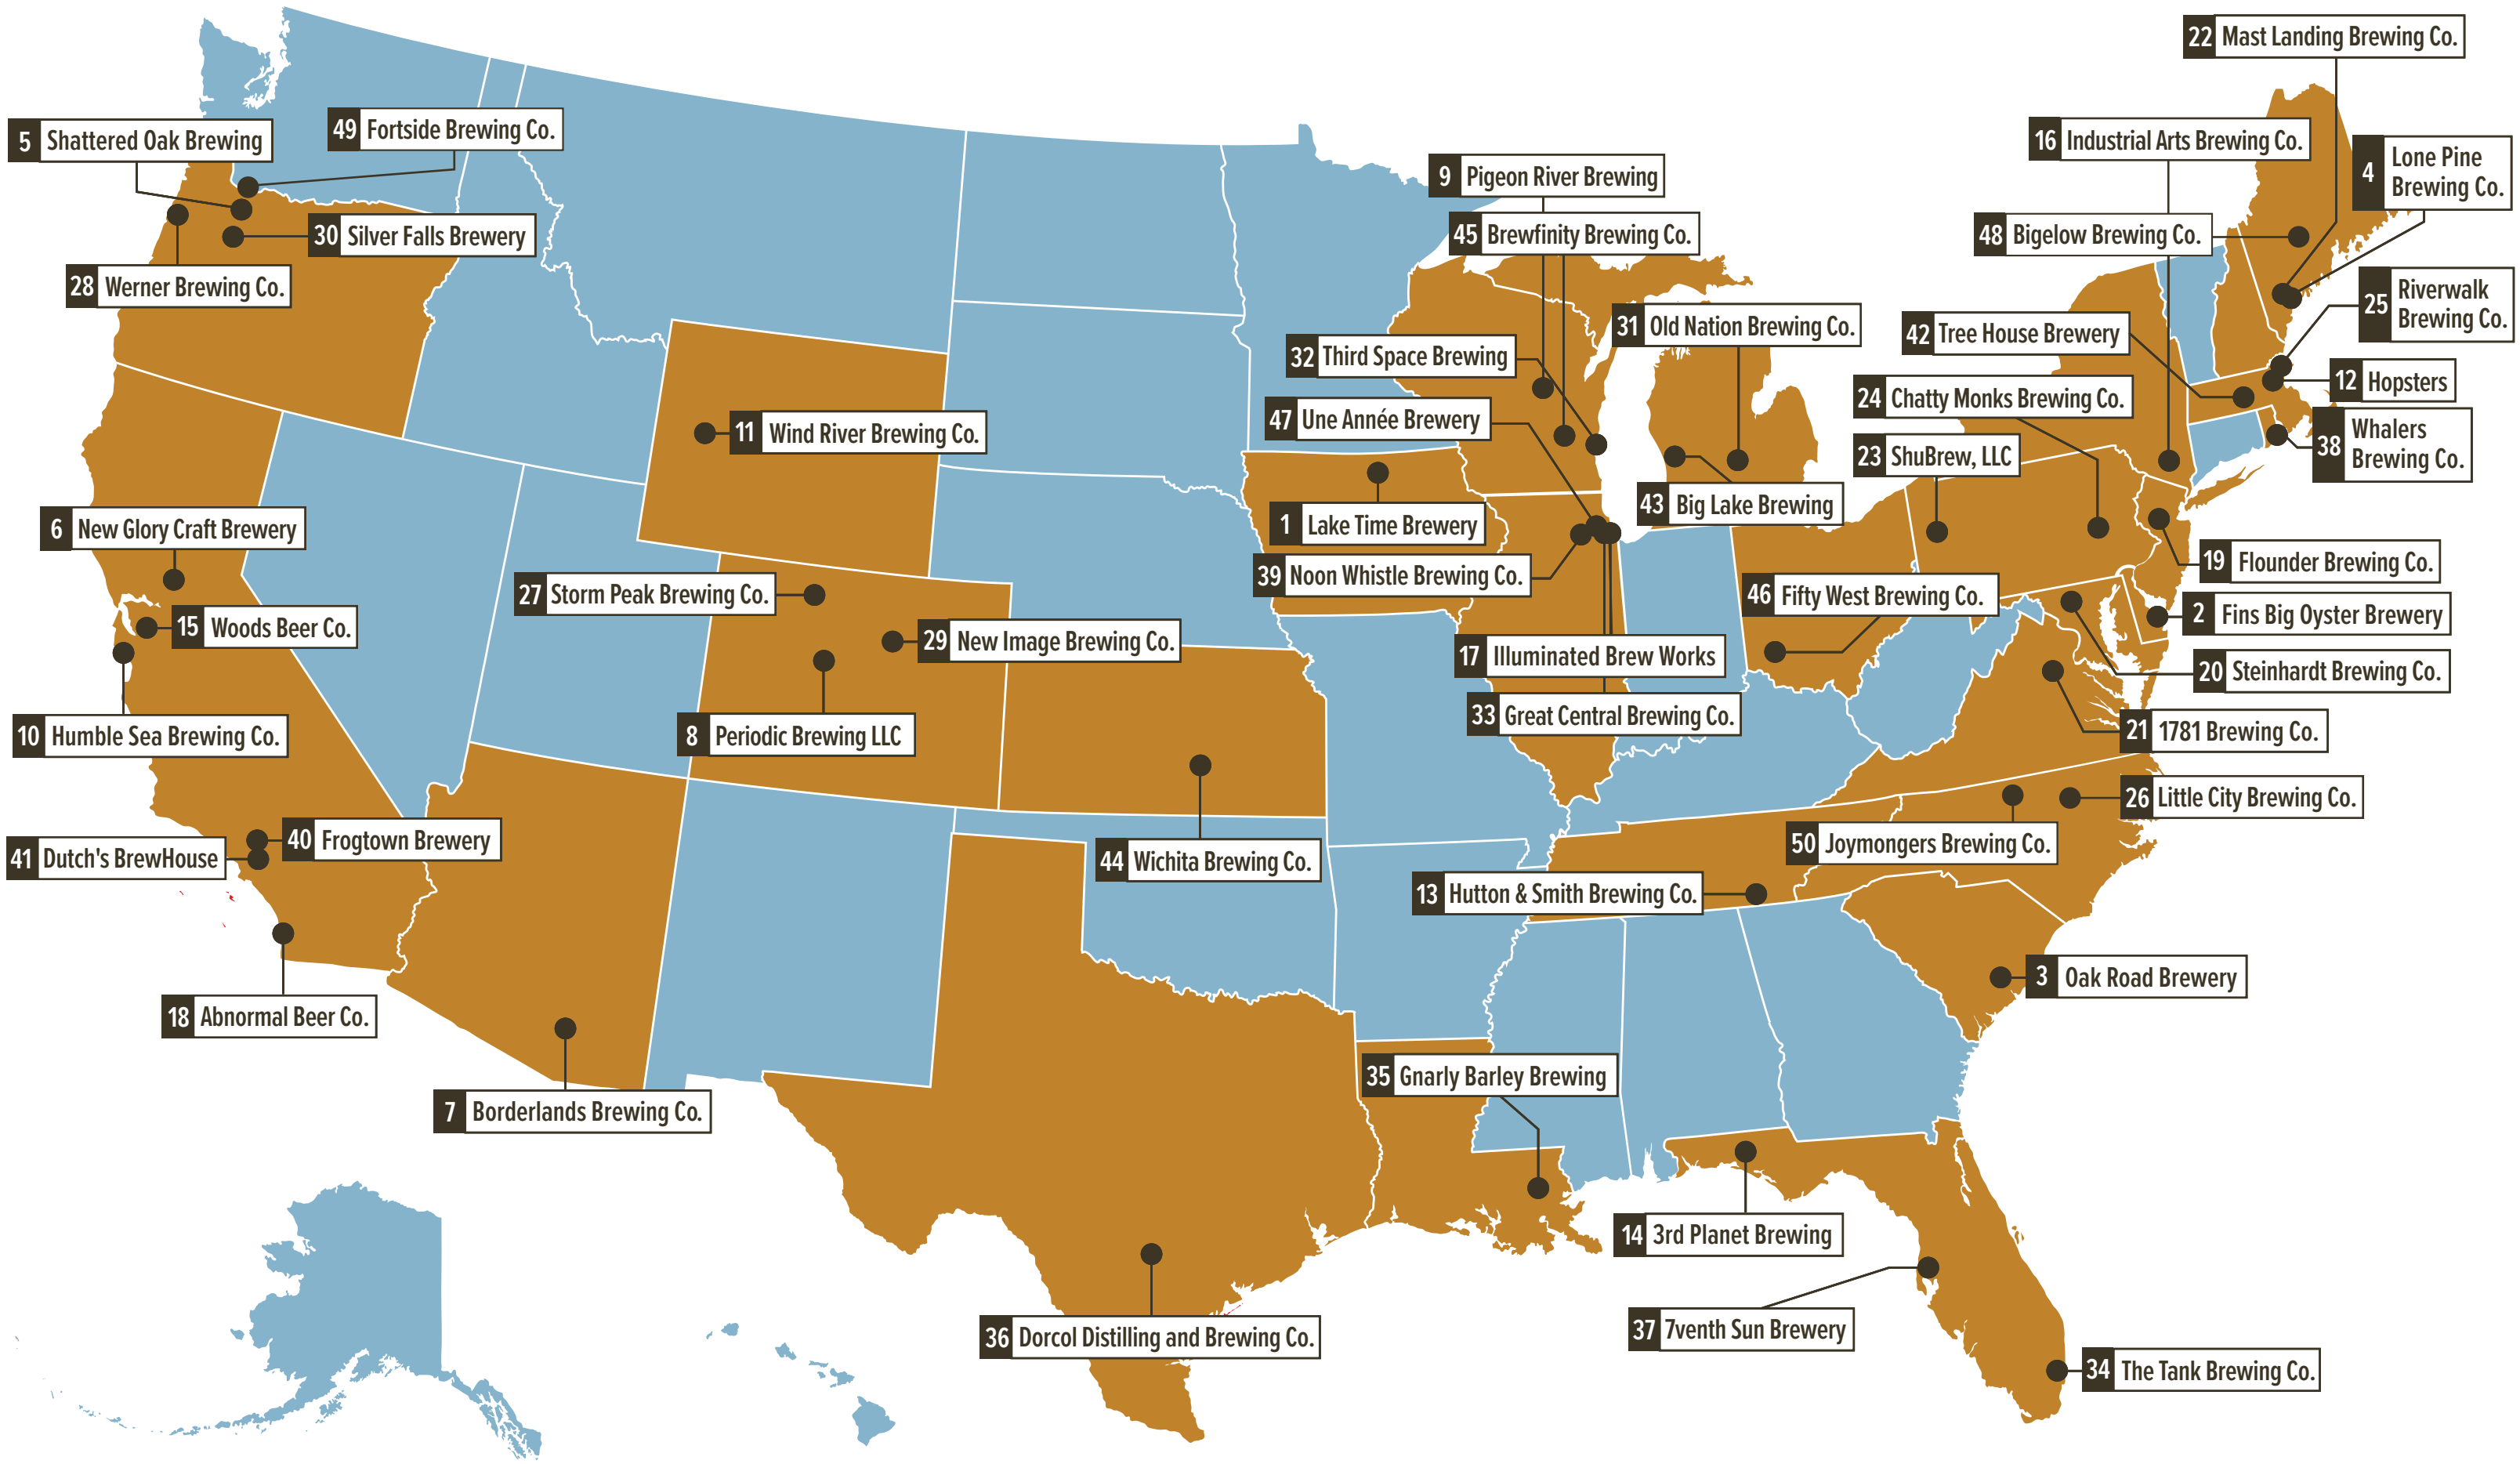 22 Mast Landing Brewing Co.
5 Shattered Oak Brewing
49 Fortside Brewing Co.
16 Industrial Arts Brewing Co.
4 Lone Pine
Brewing Co.
9 Pigeon River Brewing
30 Silver Falls Brewery
45 Brewfinity Brewing Co.
48 Bigelow Brewing Co.
28 Werner Brewing Co.
25 Riverwalk
Brewing Co.
31 Old Nation Brewing Co.
42 Tree House Brewery
32 Third Space Brewing
12 Hopsters
24 Chatty Monks Brewing Co.
47 Une Année Brewery
11 Wind River Brewing Co.
38 Whalers
Brewing Co.
23 ShuBrew, LLC
43 Big Lake Brewing
1 Lake Time Brewery
6 New Glory Craft Brewery
19 Flounder Brewing Co.
39 Noon Whistle Brewing Co.
27 Storm Peak Brewing Co.
46 Fifty West Brewing Co.
2 Fins Big Oyster Brewery
15 Woods Beer Co.
29 New Image Brewing Co.
17 Illuminated Brew Works
20 Steinhardt Brewing Co.
33 Great Central Brewing Co.
21 1781 Brewing Co.
10 Humble Sea Brewing Co.
8 Periodic Brewing LLC
26 Little City Brewing Co.
40 Frogtown Brewery
50 Joymongers Brewing Co.
41 Dutch's BrewHouse
44 Wichita Brewing Co.
13 Hutton & Smith Brewing Co.
3 Oak Road Brewery
18 Abnormal Beer Co.
35 Gnarly Barley Brewing
7 Borderlands Brewing Co.
14 3rd Planet Brewing
37 7venth Sun Brewery
36 Dorcol Distilling and Brewing Co.
34 The Tank Brewing Co.